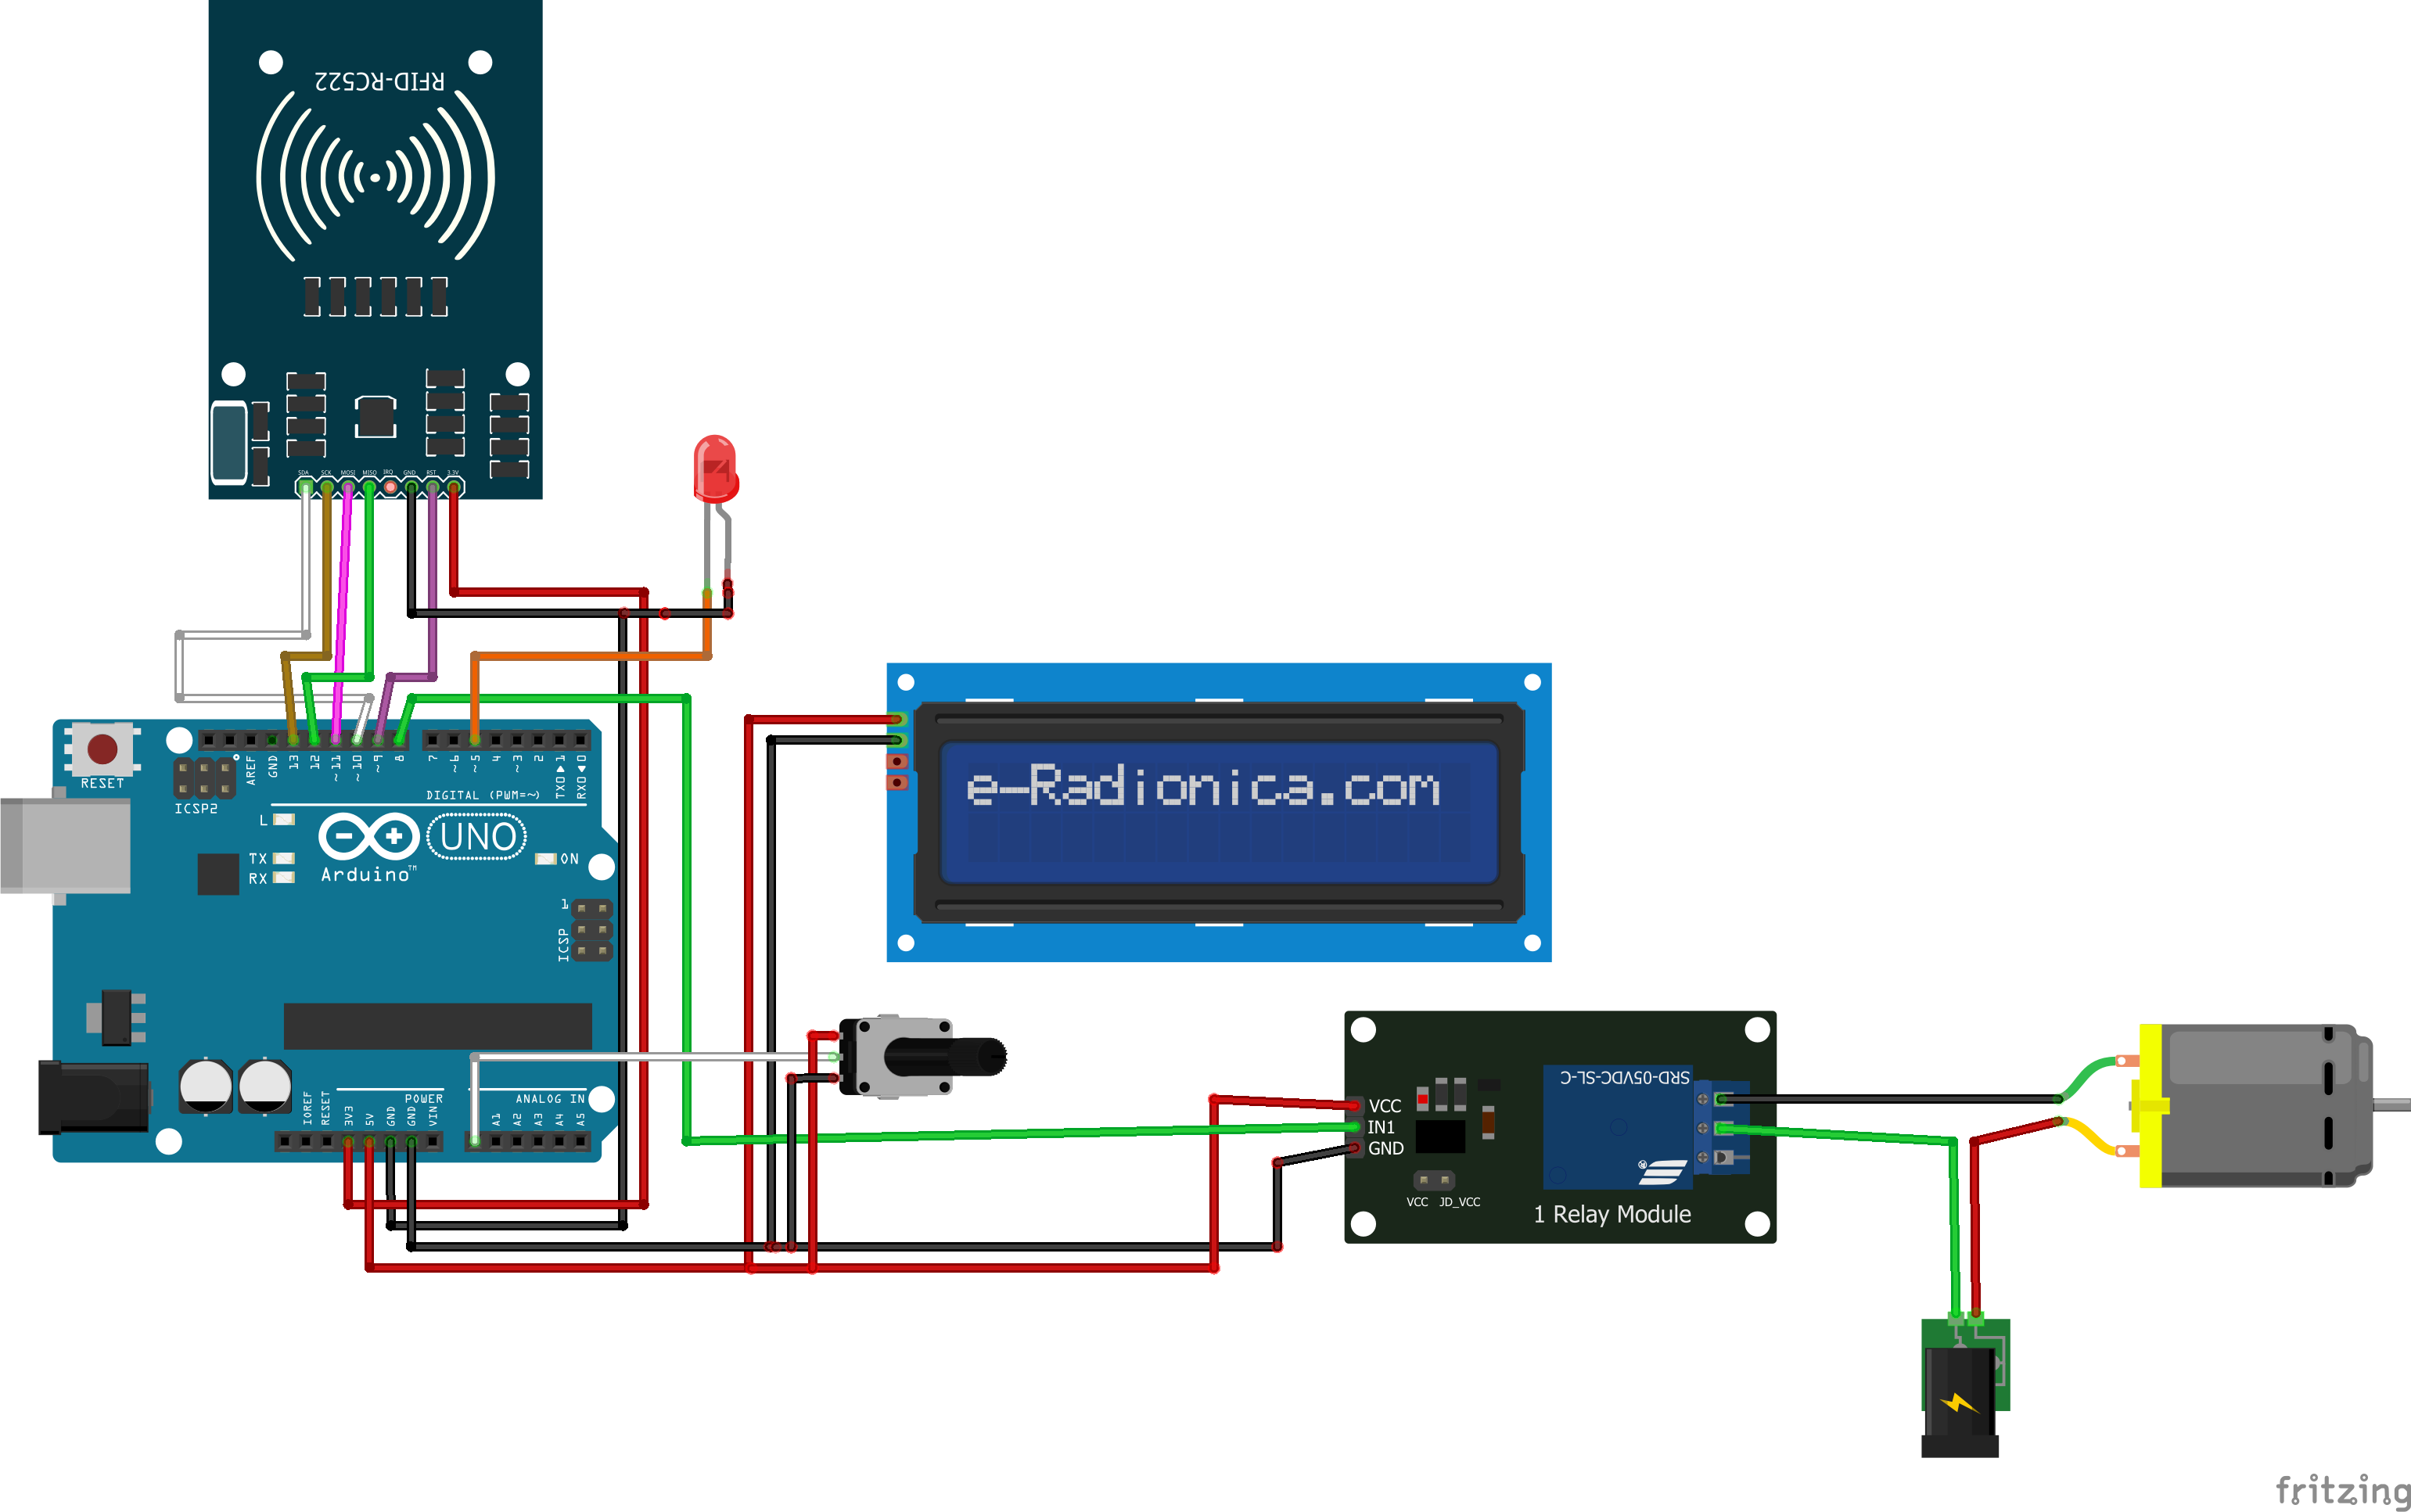 RFID-RC522
SDA SCK MOSI MISO IRQ GND RST 3.3V
RESET
ICSP2
AREF
GND
13
12
~11
~10
~9
8
7
~6
~5
4
~3
2
TX0▶1
RX0◀0
DIGITAL (PWM=~)
L
TX
RX
UNO
Arduino™
ON
1
ICSP
e-Radionica.com
POWER
ANALOG IN
IOREF
RESET
3V3
5V
GND
GND
VIN
A1
A2
A3
A4
A5
VCC
IN1
GND
VCC JD_VCC
SRD-05VDC-SL-C
®
1 Relay Module
fritzing